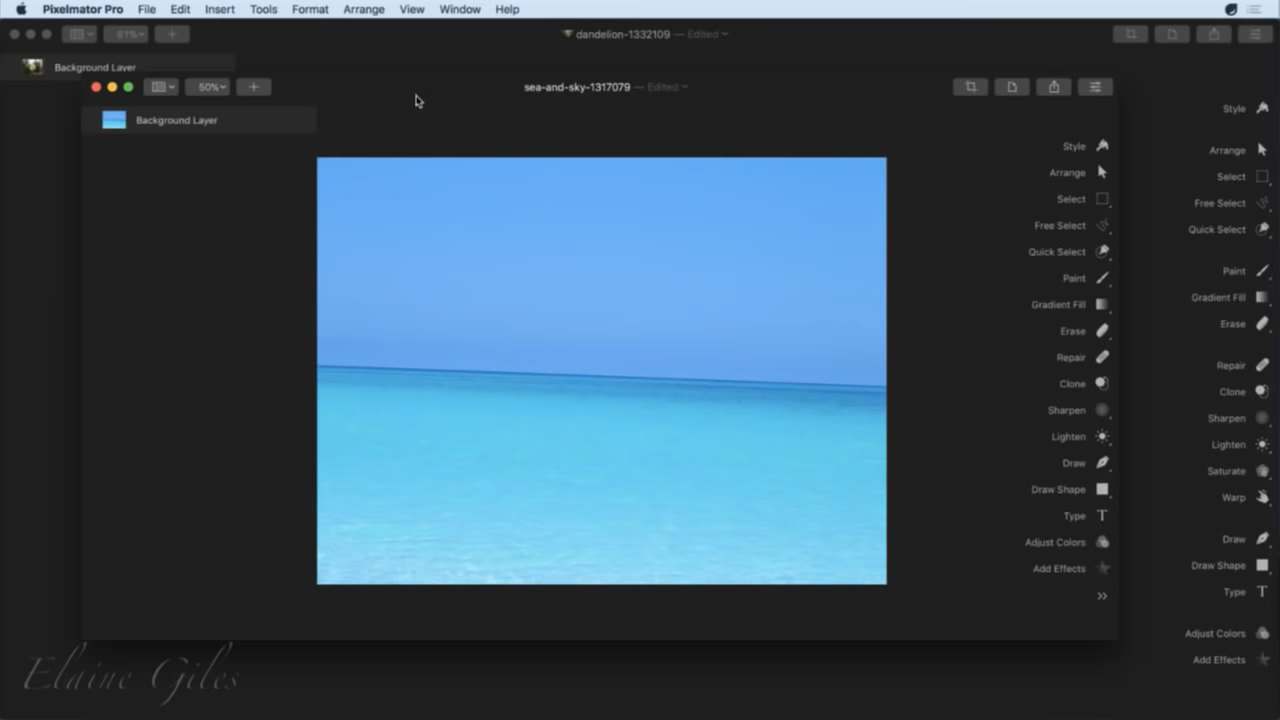 Pixelmator Pro File Edit Insert Tools Format Arrange View Window Help
61% dandelion-1332109 — Edited
Background Layer
50% sea-and-sky-1317079 — Edited
Background Layer
Style
Arrange
Select
Free Select
Quick Select
Paint
Gradient Fill
Erase
Repair
Clone
Sharpen
Lighten
Draw
Draw Shape
Type
Adjust Colors
Add Effects
Style
Arrange
Select
Free Select
Quick Select
Paint
Gradient Fill
Erase
Repair
Clone
Sharpen
Lighten
Saturate
Warp
Draw
Draw Shape
Type
Adjust Colors
Add Effects
Elaine Giles